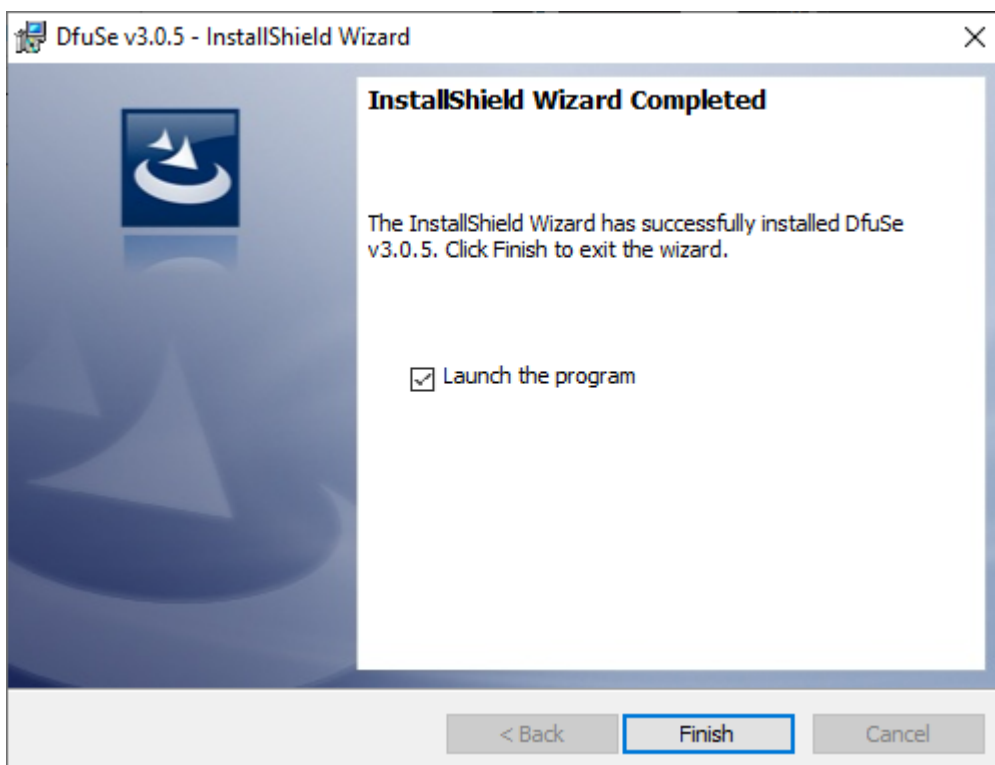 DfuSe v3.0.5 - InstallShield Wizard
InstallShield Wizard Completed
The InstallShield Wizard has successfully installed DfuSe
v3.0.5. Click Finish to exit the wizard.
Launch the program
< Back
Finish
Cancel